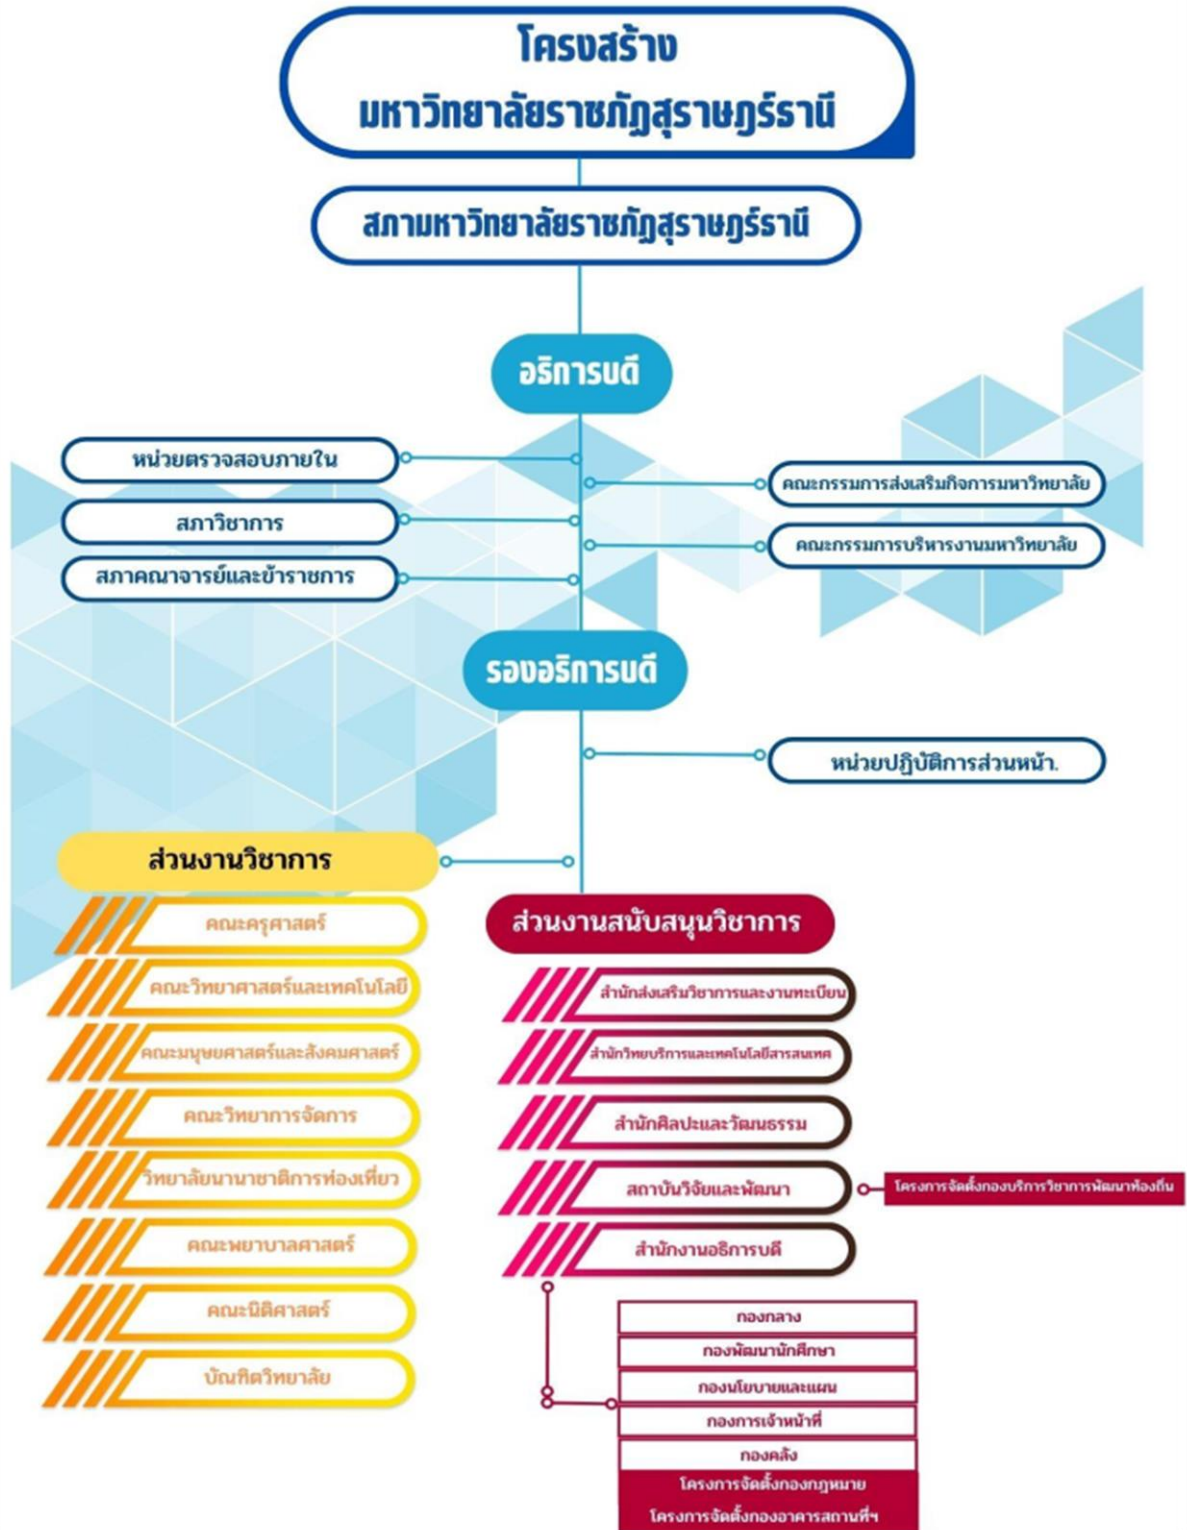 โครงสร้าง
มหาวิทยาลัยราชภัฏสุราษฎร์ธานี
สภามหาวิทยาลัยราชภัฏสุราษฎร์ธานี
อธิการบดี
หน่วยตรวจสอบภายใน
สภาวิชาการ
สภาคณาจารย์และข้าราชการ
คณะกรรมการส่งเสริมกิจการมหาวิทยาลัย
คณะกรรมการบริหารงานมหาวิทยาลัย
รองอธิการบดี
หน่วยปฏิบัติการส่วนหน้า.
ส่วนงานวิชาการ
คณะครุศาสตร์
คณะวิทยาศาสตร์และเทคโนโลยี
คณะมนุษยศาสตร์และสังคมศาสตร์
คณะวิทยาการจัดการ
วิทยาลัยนานาชาติการท่องเที่ยว
คณะพยาบาลศาสตร์
คณะนิติศาสตร์
บัณฑิตวิทยาลัย
ส่วนงานสนับสนุนวิชาการ
สำนักส่งเสริมวิชาการและงานทะเบียน
สำนักวิทยบริการและเทคโนโลยีสารสนเทศ
สำนักศิลปะและวัฒนธรรม
สถาบันวิจัยและพัฒนา
โครงการจัดตั้งกองบริการวิชาการพัฒนาท้องถิ่น
สำนักงานอธิการบดี
กองกลาง
กองพัฒนานักศึกษา
กองนโยบายและแผน
กองการเจ้าหน้าที่
กองคลัง
โครงการจัดตั้งกองกฎหมาย
โครงการจัดตั้งกองอาคารสถานที่ฯ